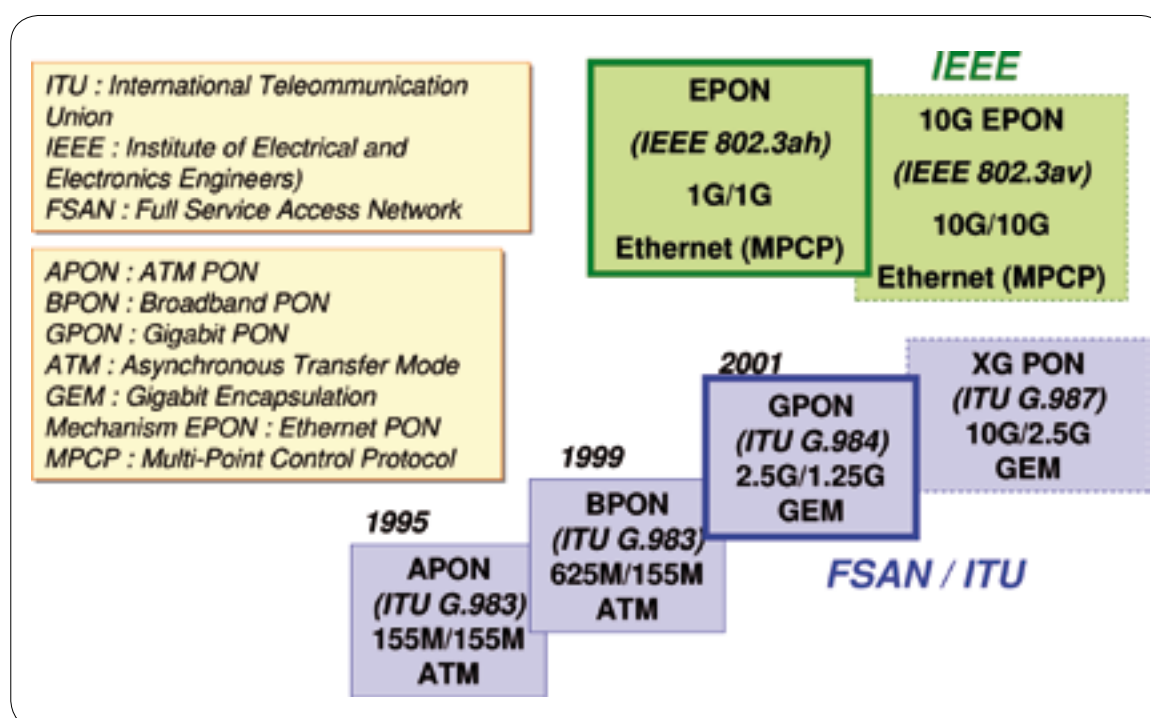 ITU : International Telecommunication
Union
IEEE : Institute of Electrical and
Electronics Engineers)
FSAN : Full Service Access Network
APON : ATM PON
BPON : Broadband PON
GPON : Gigabit PON
ATM : Asynchronous Transfer Mode
GEM : Gigabit Encapsulation
Mechanism EPON : Ethernet PON
MPCP : Multi-Point Control Protocol
IEEE
EPON
(IEEE 802.3ah)
1G/1G
Ethernet (MPCP)
10G EPON
(IEEE 802.3av)
10G/10G
Ethernet (MPCP)
1995
APON
(ITU G.983)
155M/155M
ATM
1999
BPON
(ITU G.983)
625M/155M
ATM
2001
GPON
(ITU G.984)
2.5G/1.25G
GEM
XG PON
(ITU G.987)
10G/2.5G
GEM
FSAN / ITU